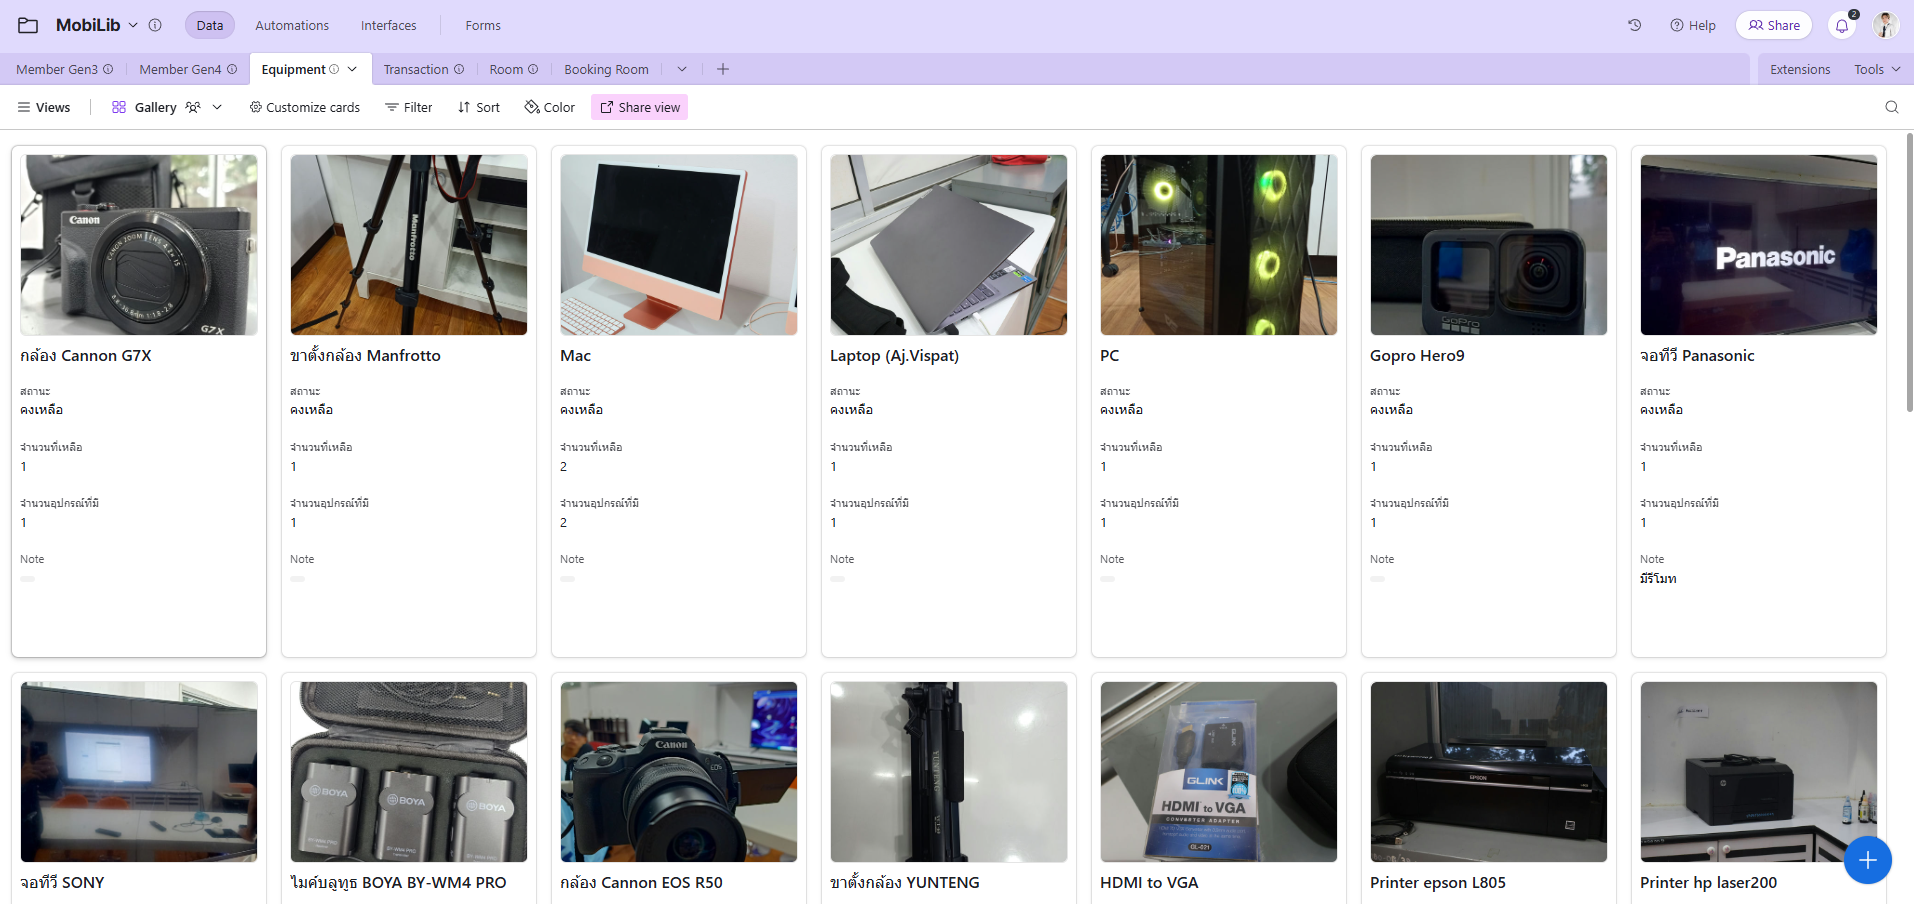 MobiLib
Data
Automations
Interfaces
Forms
Help
Share
2
Member Gen3
Member Gen4
Equipment
Transaction
Room
Booking Room
Extensions
Tools
Views
Gallery
Customize cards
Filter
Sort
Color
Share view
Canon
CANON ZOOM LENS
G7X
Manfrotto
GoPro
Panasonic
กล้อง Cannon G7X
สถานะ
คงเหลือ
จำนวนที่เหลือ
1
จำนวนอุปกรณ์ที่มี
1
Note
ขาตั้งกล้อง Manfrotto
สถานะ
คงเหลือ
จำนวนที่เหลือ
1
จำนวนอุปกรณ์ที่มี
1
Note
Mac
สถานะ
คงเหลือ
จำนวนที่เหลือ
2
จำนวนอุปกรณ์ที่มี
2
Note
Laptop (Aj.Vispat)
สถานะ
คงเหลือ
จำนวนที่เหลือ
1
จำนวนอุปกรณ์ที่มี
1
Note
PC
สถานะ
คงเหลือ
จำนวนที่เหลือ
1
จำนวนอุปกรณ์ที่มี
1
Note
Gopro Hero9
สถานะ
คงเหลือ
จำนวนที่เหลือ
1
จำนวนอุปกรณ์ที่มี
1
Note
จอทีวี Panasonic
สถานะ
คงเหลือ
จำนวนที่เหลือ
1
จำนวนอุปกรณ์ที่มี
1
Note
มีรีโมท
BOYA
BOYA
BOYA
BY-WM4 PRO
BY-WM4 PRO
BY-WM4 PRO
Canon
EOS
YUNTENG
GLINK
GLINK
HDMI to VGA
CONVERTER ADAPTER
GL-021
EPSON
จอทีวี SONY
ไมค์บลูทูธ BOYA BY-WM4 PRO
กล้อง Cannon EOS R50
ขาตั้งกล้อง YUNTENG
HDMI to VGA
Printer epson L805
Printer hp laser200